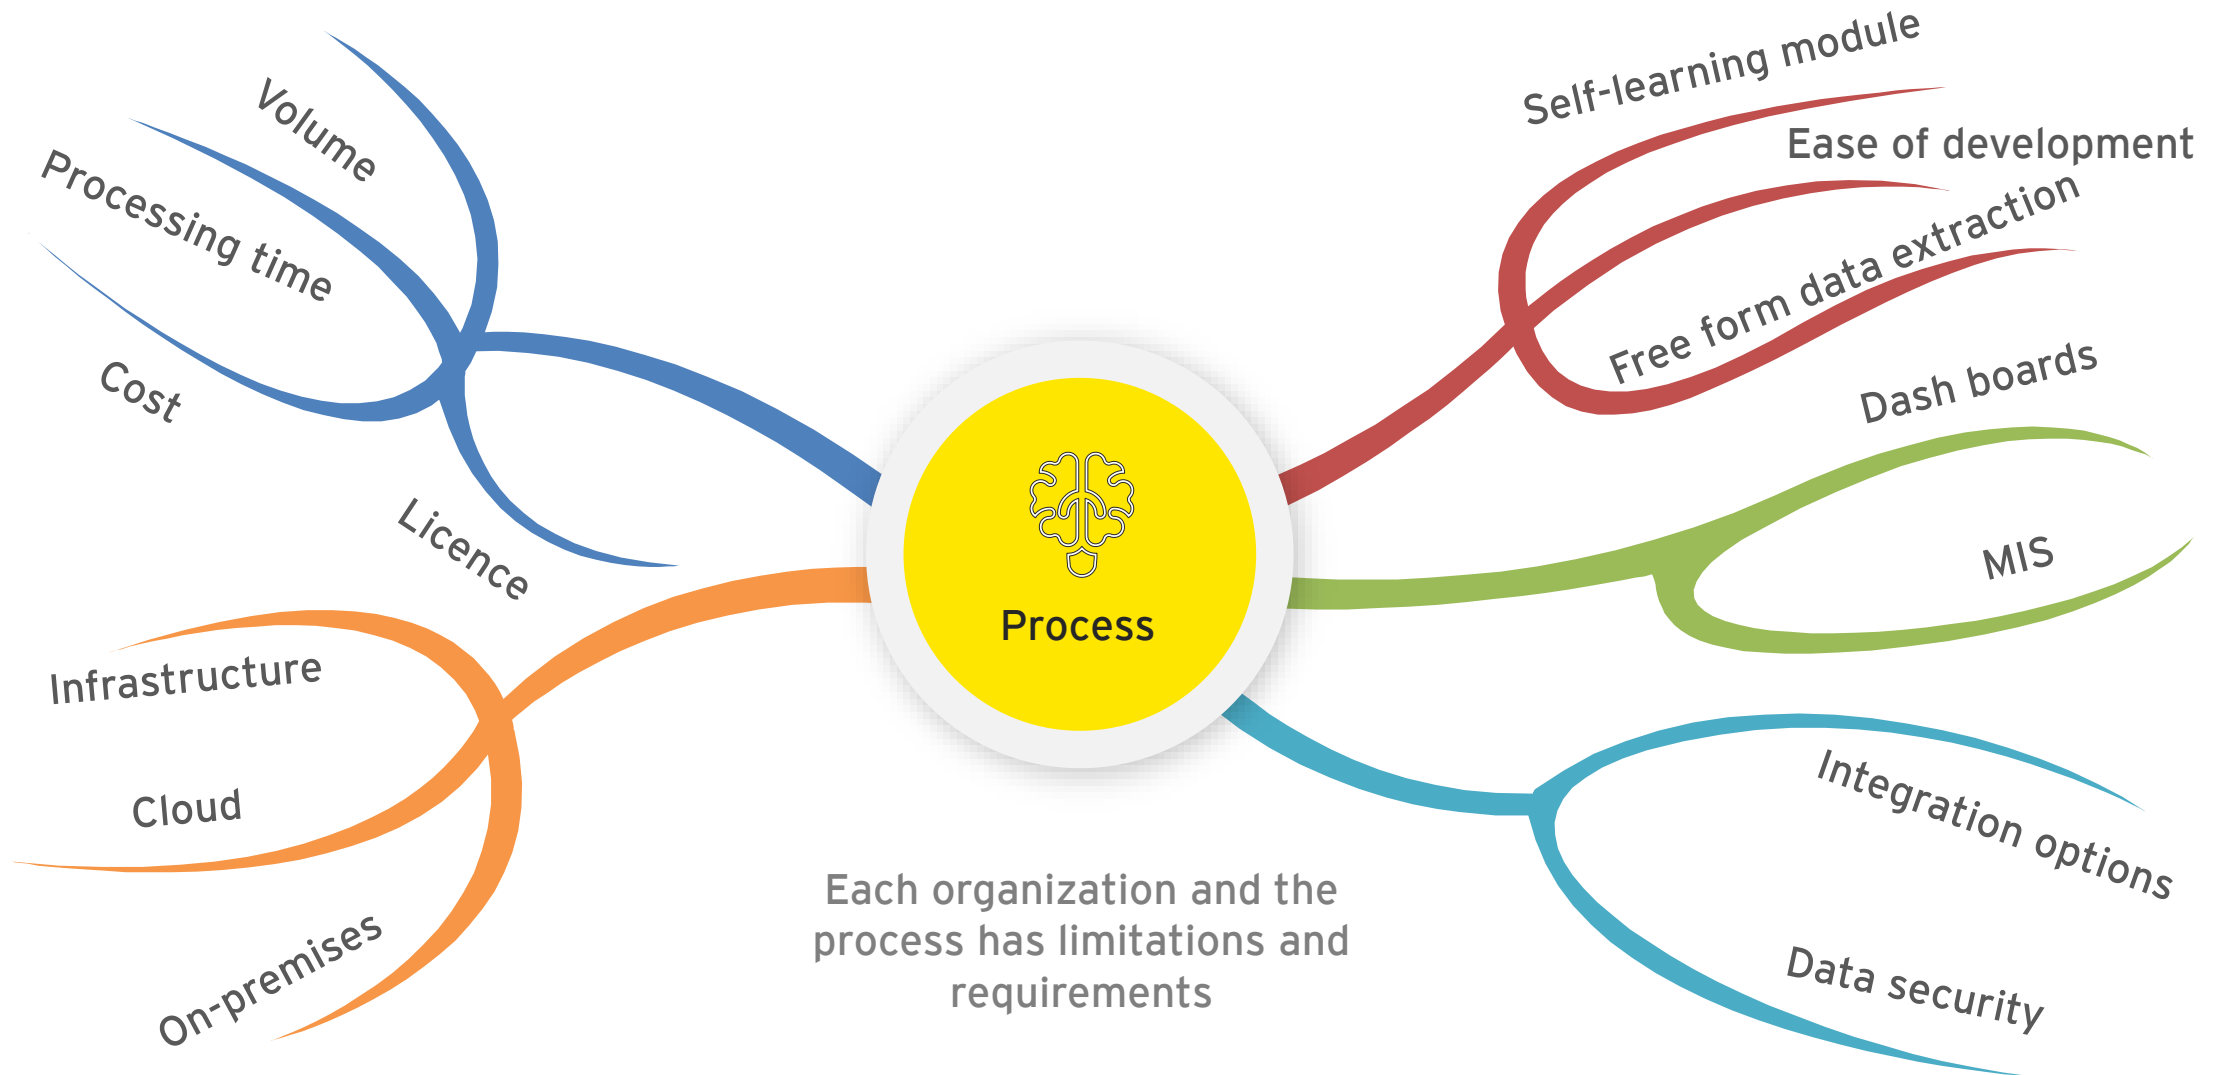 Volume
Processing time
Cost
Licence
Infrastructure
Cloud
On-premises
Process
Each organization and the
process has limitations and
requirements
Self-learning module
Ease of development
Free form data extraction
Dash boards
MIS
Integration options
Data security